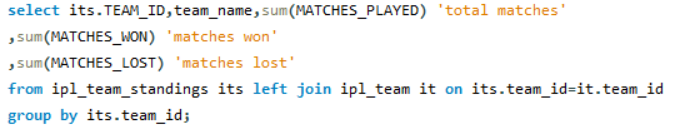 select its.TEAM_ID,team_name,sum(MATCHES_PLAYED) 'total matches'
,sum(MATCHES_WON) 'matches won'
,sum(MATCHES_LOST) 'matches lost'
from ipl_team_standings its left join ipl_team it on its.team_id=it.team_id
group by its.team_id;